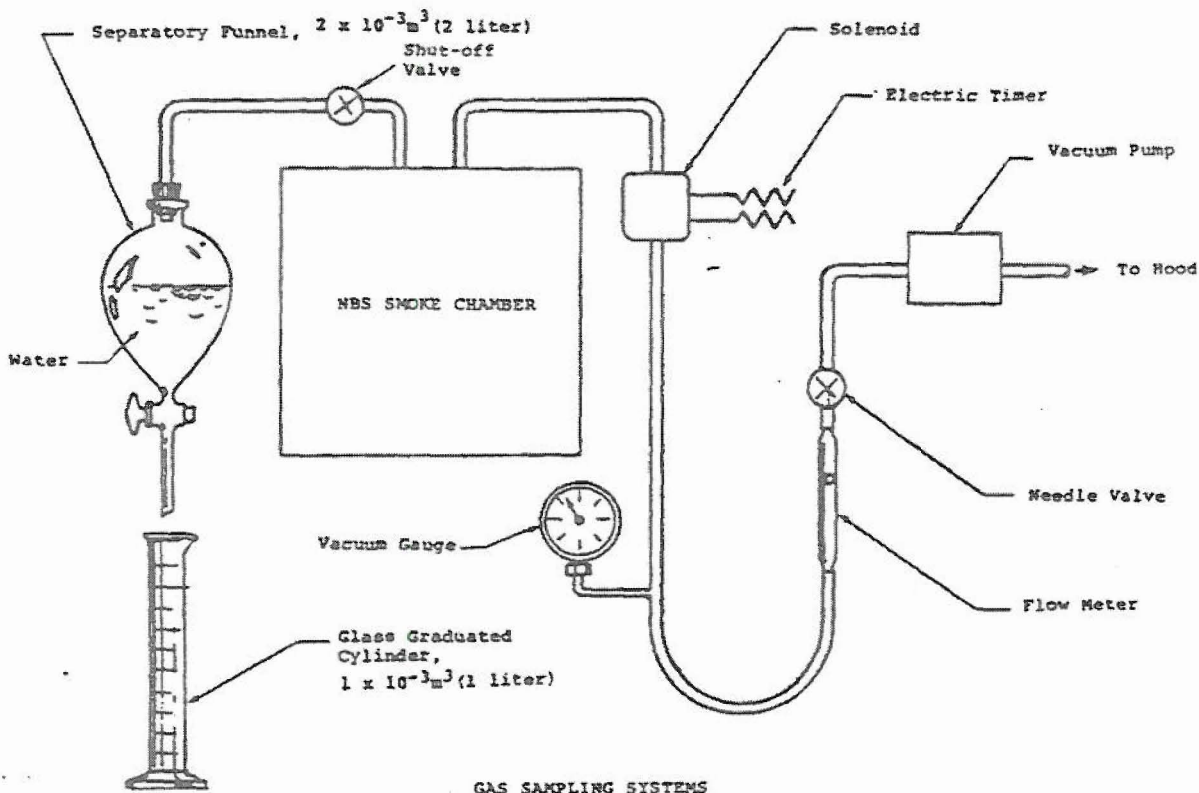 Separatory Funnel, 2 x 10⁻³m³ (2 liter)
Shut-off
Valve
Solenoid
Electric Timer
Vacuum Pump
To Hood
NBS SMOKE CHAMBER
Water
Needle Valve
Vacuum Gauge
Flow Meter
Glass Graduated
Cylinder,
1 x 10⁻³m³ (1 liter)
GAS SAMPLING SYSTEMS